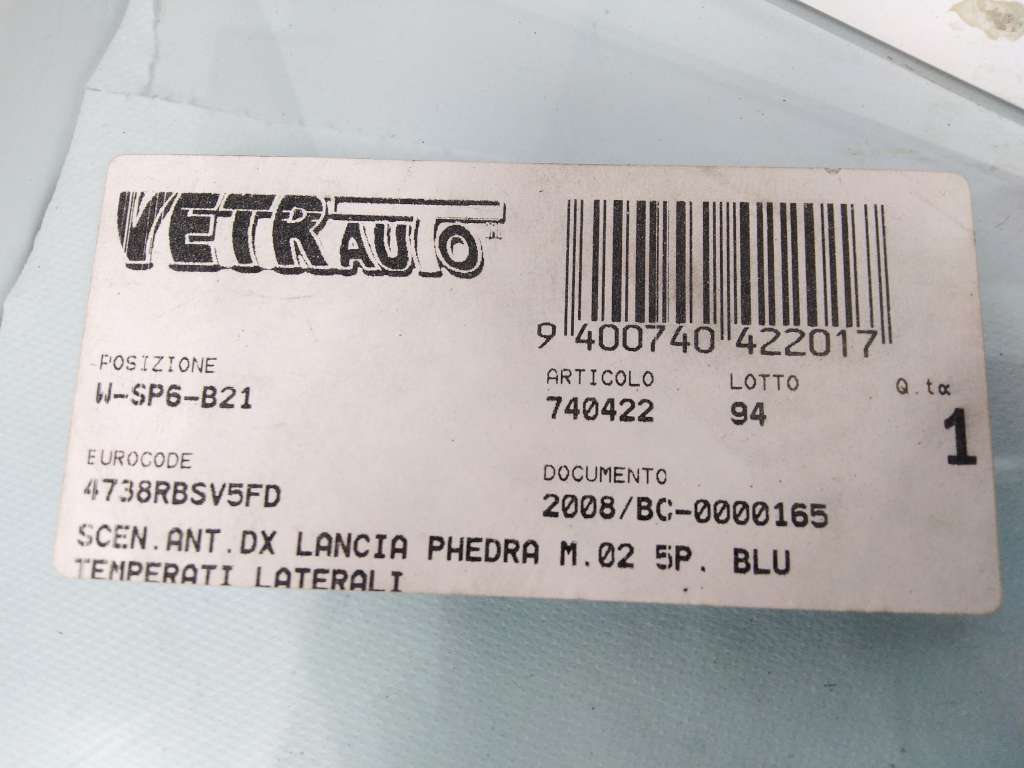 VETRAUTO
9 400740 422017
POSIZIONE
W-SP6-B21
ARTICOLO
740422
LOTTO
94
Q.tα
1
EUROCODE
4738RBSV5FD
DOCUMENTO
2008/BC-0000165
SCEN.ANT.DX LANCIA PHEDRA M.02 5P. BLU
TEMPERATI LATERALI